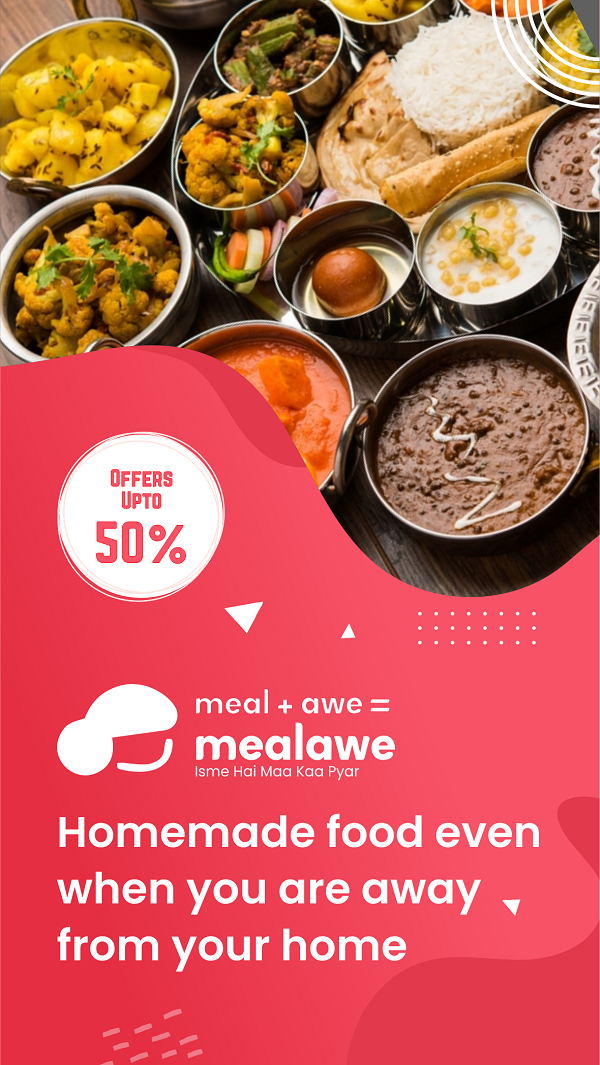 Offers
Upto
50%
meal + awe =
mealawe
Isme Hai Maa Kaa Pyar
Homemade food even
when you are away
from your home